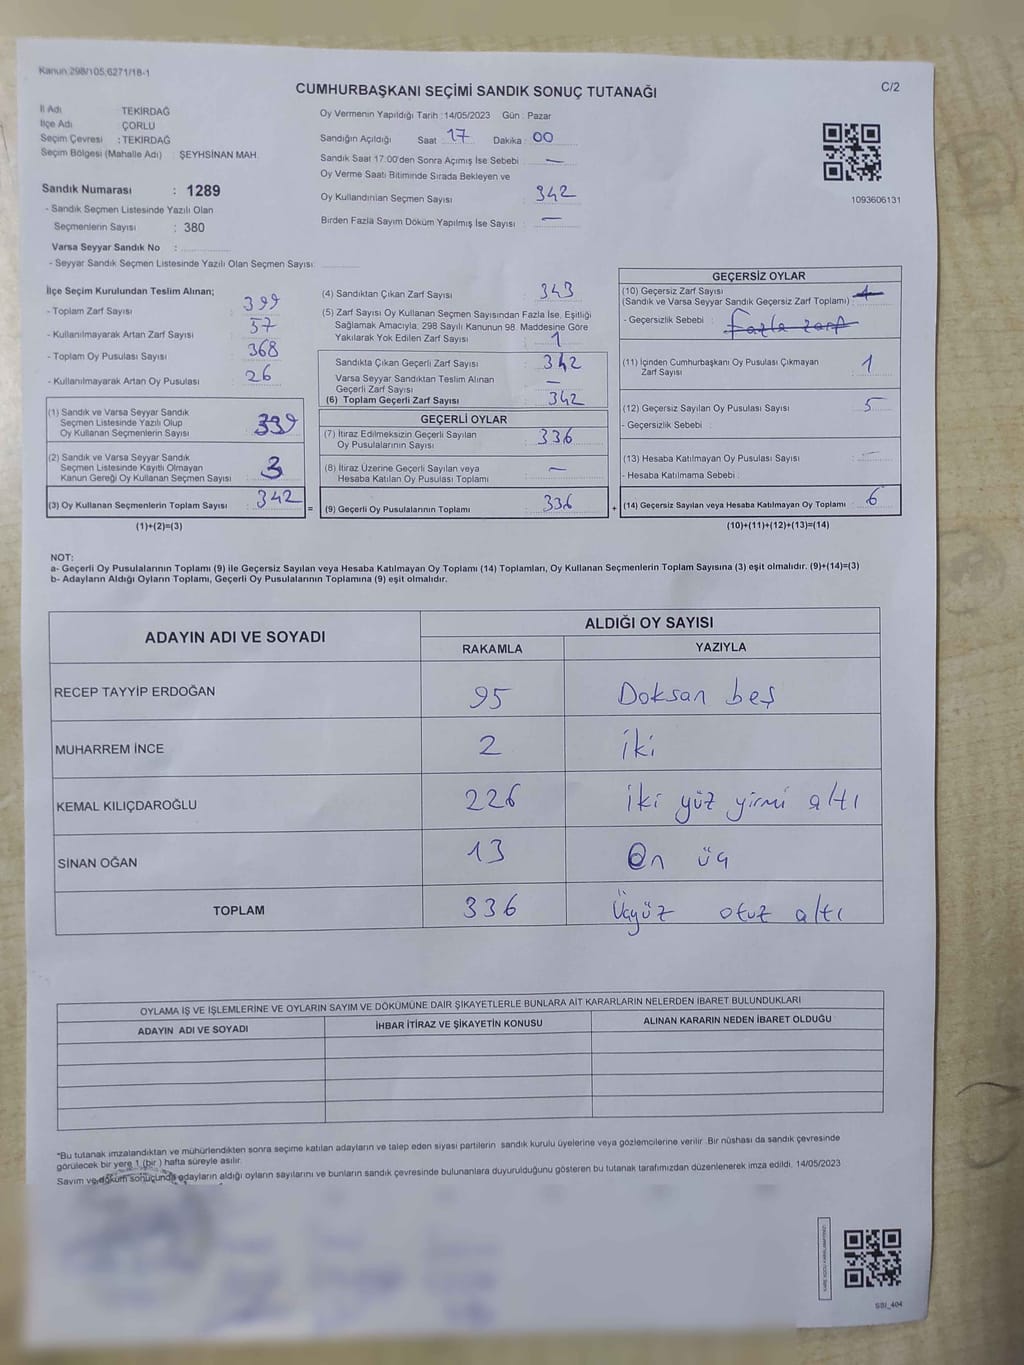 Kanun:298/105,6271/18-1
C/2
CUMHURBAŞKANI SEÇİMİ SANDIK SONUÇ TUTANAĞI
İl Adı TEKİRDAĞ
İlçe Adı ÇORLU
Seçim Çevresi : TEKİRDAĞ
Seçim Bölgesi (Mahalle Adı) : ŞEYHSİNAN MAH.
Sandık Numarası : 1289
- Sandık Seçmen Listesinde Yazılı Olan
Seçmenlerin Sayısı : 380
Varsa Seyyar Sandık No :
- Seyyar Sandık Seçmen Listesinde Yazılı Olan Seçmen Sayısı:
Oy Vermenin Yapıldığı Tarih :14/05/2023 Gün : Pazar
Sandığın Açıldığı Saat : 17 Dakika : 00
Sandık Saat 17:00'den Sonra Açımış İse Sebebi : —
Oy Verme Saati Bitiminde Sırada Bekleyen ve
Oy Kullandırılan Seçmen Sayısı : 342
Birden Fazla Sayım Döküm Yapılmış İse Sayısı : —
1093606131
İlçe Seçim Kurulundan Teslim Alınan;
- Toplam Zarf Sayısı : 399
- Kullanılmayarak Artan Zarf Sayısı : 57
- Toplam Oy Pusulası Sayısı : 368
- Kullanılmayarak Artan Oy Pusulası : 26
(1) Sandık ve Varsa Seyyar Sandık
Seçmen Listesinde Yazılı Olup
Oy Kullanan Seçmenlerin Sayısı : 339
(2) Sandık ve Varsa Seyyar Sandık
Seçmen Listesinde Kayıtlı Olmayan
Kanun Gereği Oy Kullanan Seçmen Sayısı : 3
(3) Oy Kullanan Seçmenlerin Toplam Sayısı : 342
(1)+(2)=(3)
=
(4) Sandıktan Çıkan Zarf Sayısı : 343
(5) Zarf Sayısı Oy Kullanan Seçmen Sayısından Fazla İse, Eşitliği
Sağlamak Amacıyla; 298 Sayılı Kanunun 98. Maddesine Göre
Yakılarak Yok Edilen Zarf Sayısı : 1
Sandıkta Çıkan Geçerli Zarf Sayısı : 342
Varsa Seyyar Sandıktan Teslim Alınan
Geçerli Zarf Sayısı : —
(6) Toplam Geçerli Zarf Sayısı : 342
GEÇERLİ OYLAR
(7) İtiraz Edilmeksizin Geçerli Sayılan
Oy Pusulalarının Sayısı : 336
(8) İtiraz Üzerine Geçerli Sayılan veya
Hesaba Katılan Oy Pusulası Toplamı : —
(9) Geçerli Oy Pusulalarının Toplamı : 336
+
GEÇERSİZ OYLAR
(10) Geçersiz Zarf Sayısı
(Sandık ve Varsa Seyyar Sandık Geçersiz Zarf Toplamı) : 1
- Geçersizlik Sebebi : Fazla zarf
(11) İçinden Cumhurbaşkanı Oy Pusulası Çıkmayan
Zarf Sayısı : 1
(12) Geçersiz Sayılan Oy Pusulası Sayısı : 5
- Geçersizlik Sebebi :
(13) Hesaba Katılmayan Oy Pusulası Sayısı : —
- Hesaba Katılmama Sebebi :
(14) Geçersiz Sayılan veya Hesaba Katılmayan Oy Toplamı : 6
(10)+(11)+(12)+(13)=(14)
NOT:
a- Geçerli Oy Pusulalarının Toplamı (9) ile Geçersiz Sayılan veya Hesaba Katılmayan Oy Toplamı (14) Toplamları, Oy Kullanan Seçmenlerin Toplam Sayısına (3) eşit olmalıdır. (9)+(14)=(3)
b- Adayların Aldığı Oyların Toplamı, Geçerli Oy Pusulalarının Toplamına (9) eşit olmalıdır.
ADAYIN ADI VE SOYADI
ALDIĞI OY SAYISI
RAKAMLA YAZIYLA
RECEP TAYYİP ERDOĞAN 95 Doksan beş
MUHARREM İNCE 2 İki
KEMAL KILIÇDAROĞLU 226 İki yüz yirmi altı
SİNAN OĞAN 13 On üç
TOPLAM 336 Üçyüz otuz altı
OYLAMA İŞ VE İŞLEMLERİNE VE OYLARIN SAYIM VE DÖKÜMÜNE DAİR ŞİKAYETLERLE BUNLARA AİT KARARLARIN NELERDEN İBARET BULUNDUKLARI
ADAYIN ADI VE SOYADI İHBAR İTİRAZ VE ŞİKAYETİN KONUSU ALINAN KARARIN NEDEN İBARET OLDUĞU
*Bu tutanak imzalandıktan ve mühürlendikten sonra seçime katılan adayların ve talep eden siyasi partilerin sandık kurulu üyelerine veya gözlemcilerine verilir .Bir nüshası da sandık çevresinde
görülecek bir yere 1 (bir ) hafta süreyle asılır.
Sayım ve döküm sonucunda adayların aldığı oyların sayılarını ve bunların sandık çevresinde bulunanlara duyurulduğunu gösteren bu tutanak tarafımızdan düzenlenerek imza edildi. 14/05/2023
SSI_404